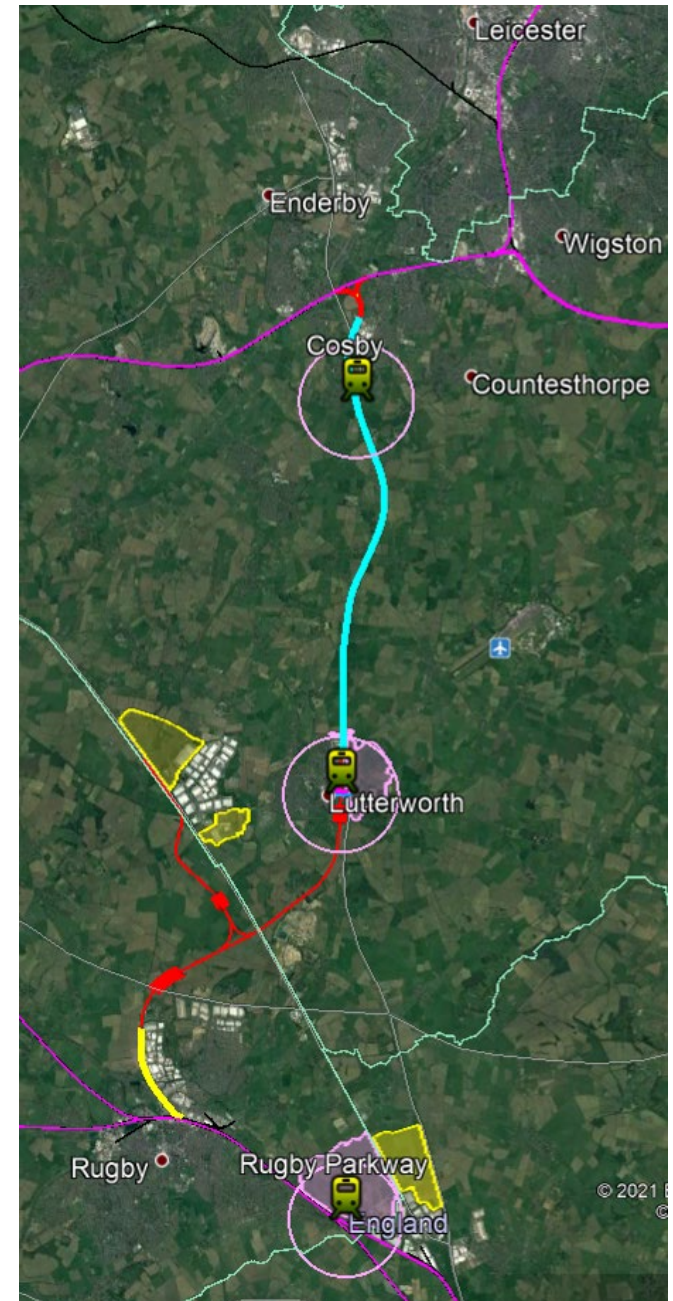 Leicester
Enderby
Wigston
Cosby
Countesthorpe
Lutterworth
Rugby
Rugby Parkway
England
© 2021
©